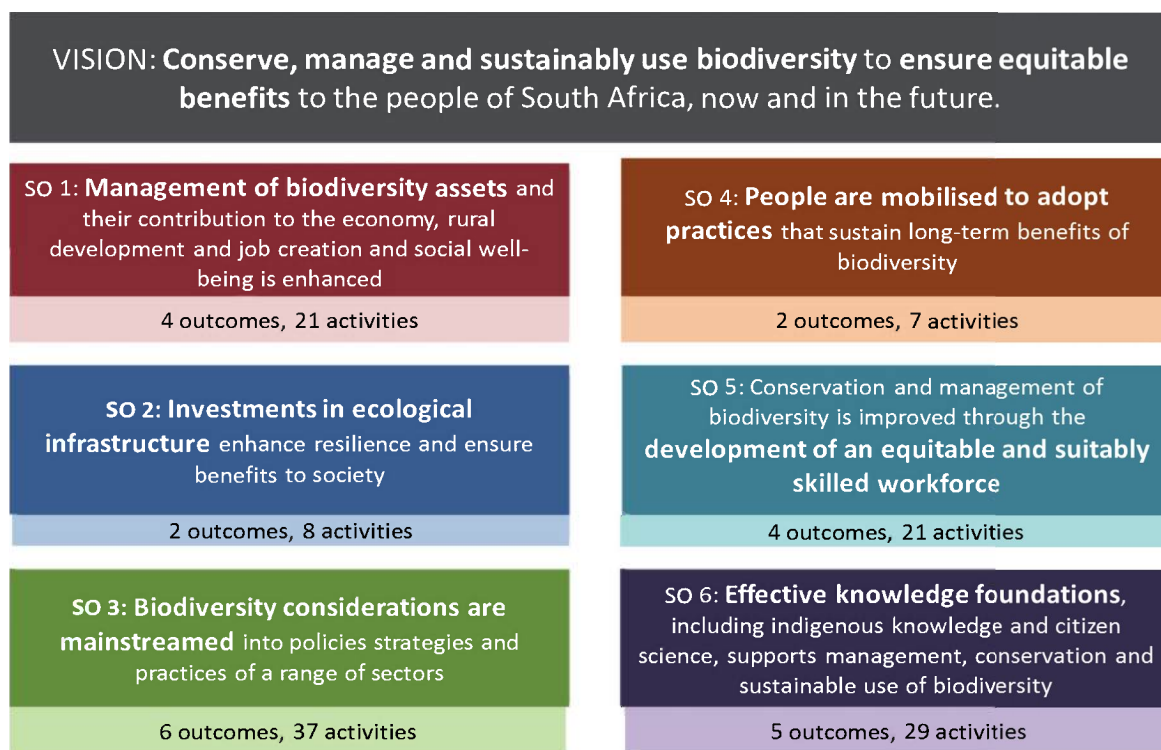 VISION: Conserve, manage and sustainably use biodiversity to ensure equitable
benefits to the people of South Africa, now and in the future.
SO 1: Management of biodiversity assets and
their contribution to the economy, rural
development and job creation and social well-
being is enhanced
4 outcomes, 21 activities
SO 2: Investments in ecological
infrastructure enhance resilience and ensure
benefits to society
2 outcomes, 8 activities
SO 3: Biodiversity considerations are
mainstreamed into policies strategies and
practices of a range of sectors
6 outcomes, 37 activities
SO 4: People are mobilised to adopt
practices that sustain long-term benefits of
biodiversity
2 outcomes, 7 activities
SO 5: Conservation and management of
biodiversity is improved through the
development of an equitable and suitably
skilled workforce
4 outcomes, 21 activities
SO 6: Effective knowledge foundations,
including indigenous knowledge and citizen
science, supports management, conservation and
sustainable use of biodiversity
5 outcomes, 29 activities